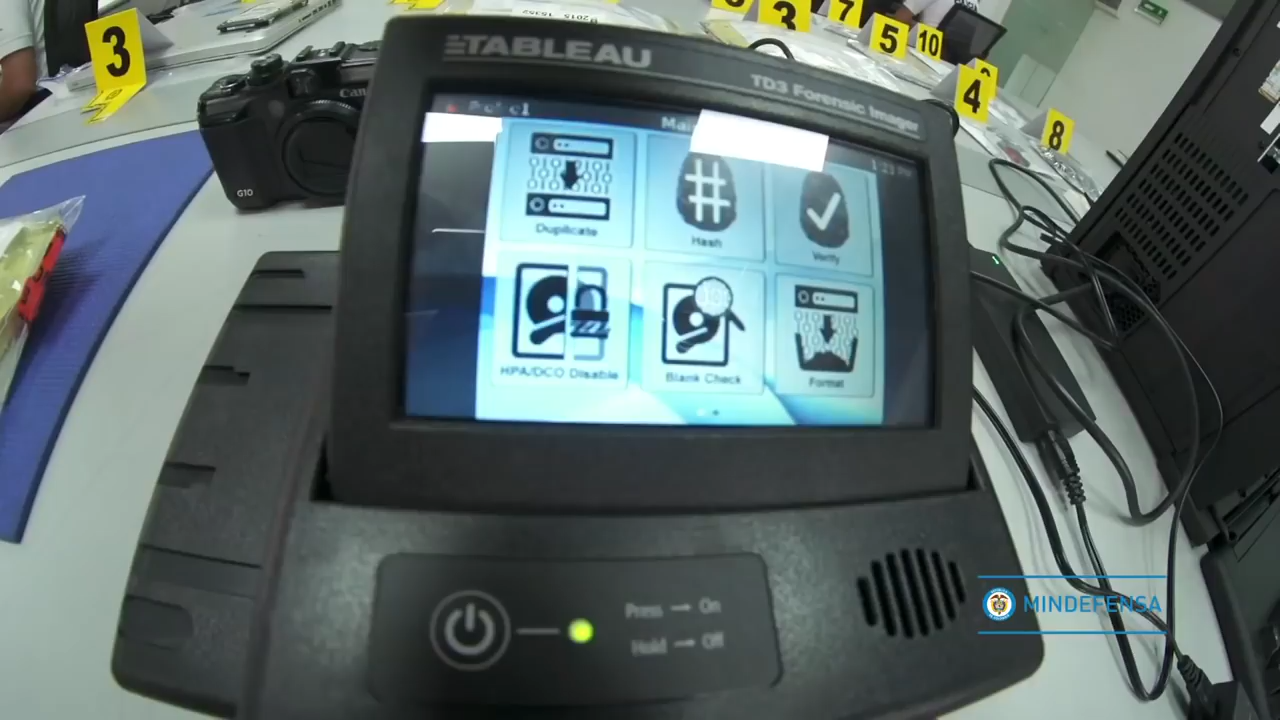 3
3
7
5
10
4
8
Can
G10
TABLEAU
TD3 Forensic Imager
Duplicate
Hash
Verify
HPA/DCO Disable
Blank Check
Format
Press → On
Hold → Off
MINDEFENSA